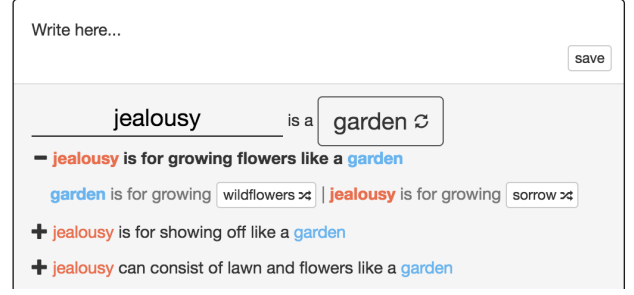 Write here...
save
jealousy is a garden
jealousy is for growing flowers like a garden
garden is for growing wildflowers | jealousy is for growing sorrow
jealousy is for showing off like a garden
jealousy can consist of lawn and flowers like a garden